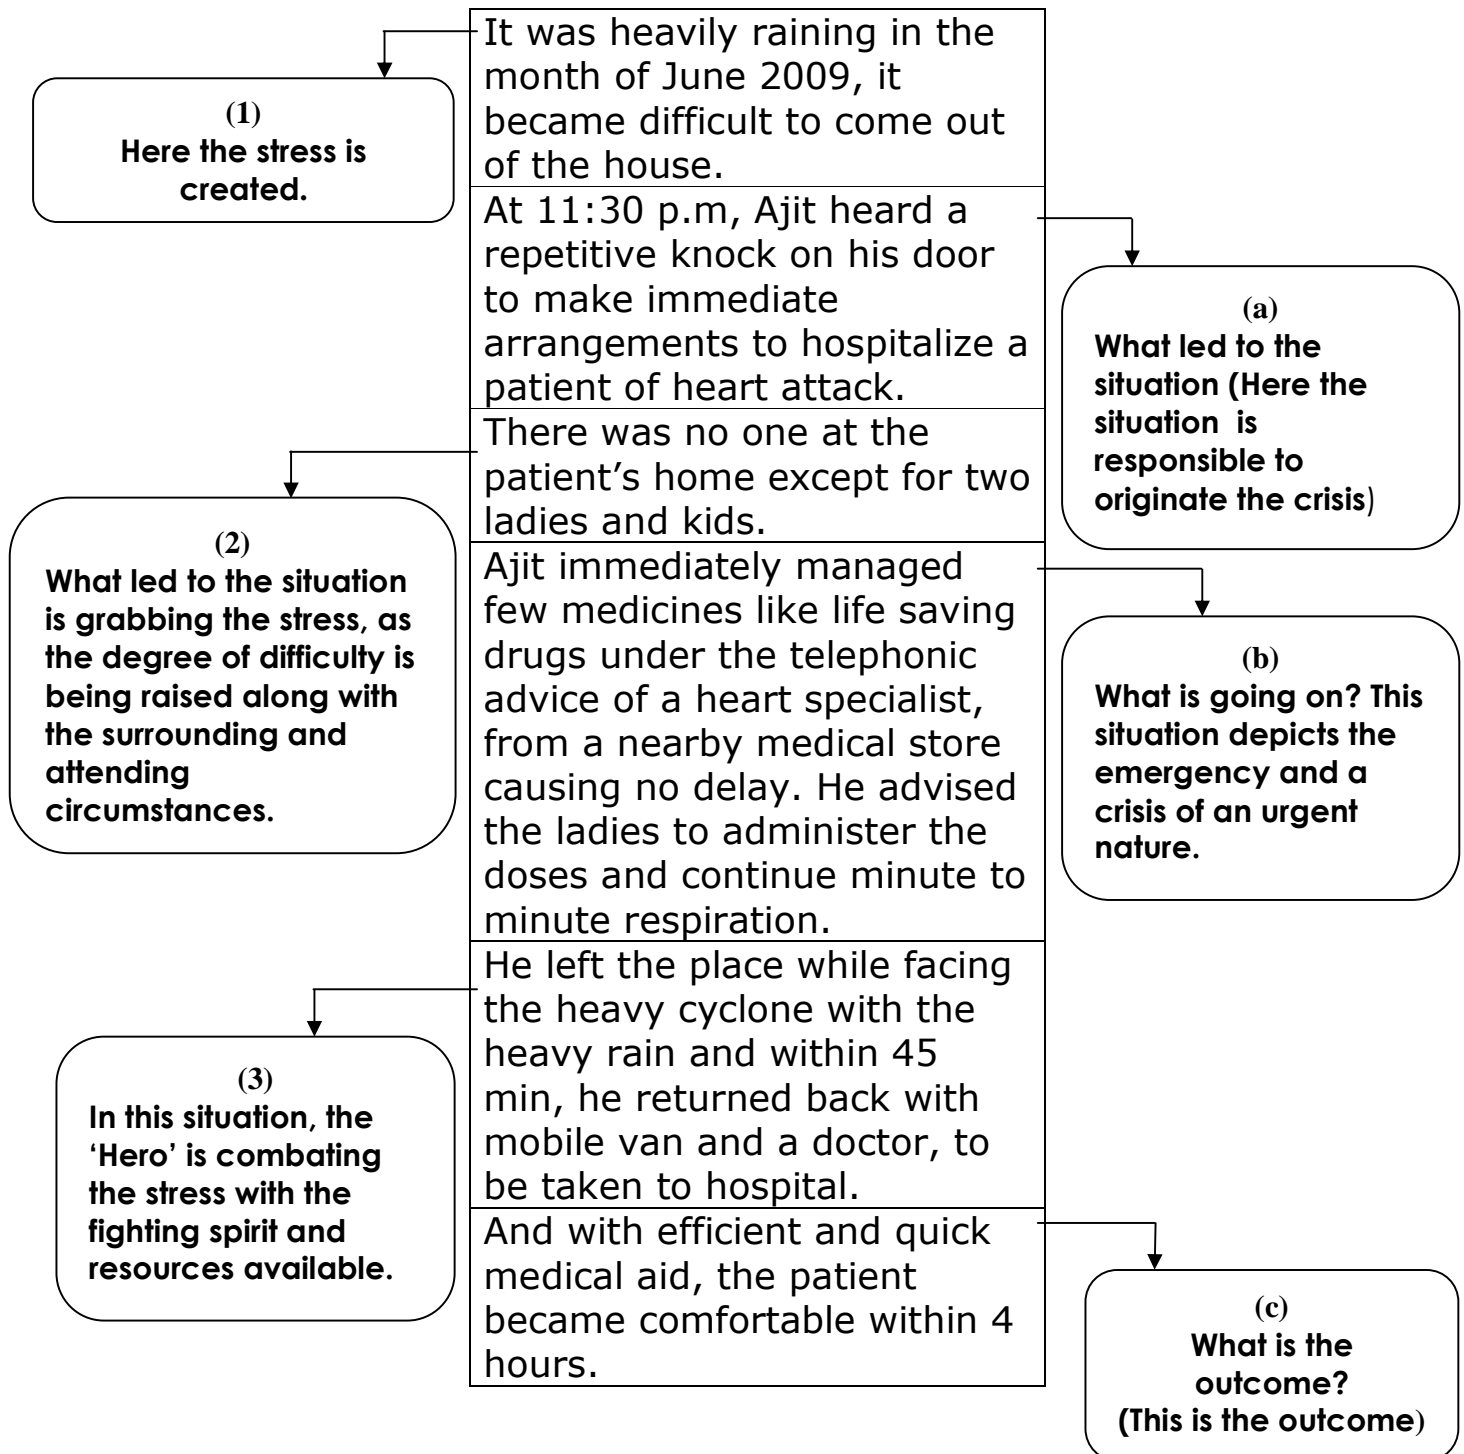 It was heavily raining in the
month of June 2009, it
became difficult to come out
of the house.
(1)
Here the stress is
created.
At 11:30 p.m, Ajit heard a
repetitive knock on his door
to make immediate
arrangements to hospitalize a
patient of heart attack.
(a)
What led to the
situation (Here the
situation is
responsible to
originate the crisis)
There was no one at the
patient’s home except for two
ladies and kids.
(2)
What led to the situation
is grabbing the stress, as
the degree of difficulty is
being raised along with
the surrounding and
attending
circumstances.
Ajit immediately managed
few medicines like life saving
drugs under the telephonic
advice of a heart specialist,
from a nearby medical store
causing no delay. He advised
the ladies to administer the
doses and continue minute to
minute respiration.
(b)
What is going on? This
situation depicts the
emergency and a
crisis of an urgent
nature.
He left the place while facing
the heavy cyclone with the
heavy rain and within 45
min, he returned back with
mobile van and a doctor, to
be taken to hospital.
(3)
In this situation, the
‘Hero’ is combating
the stress with the
fighting spirit and
resources available.
And with efficient and quick
medical aid, the patient
became comfortable within 4
hours.
(c)
What is the
outcome?
(This is the outcome)